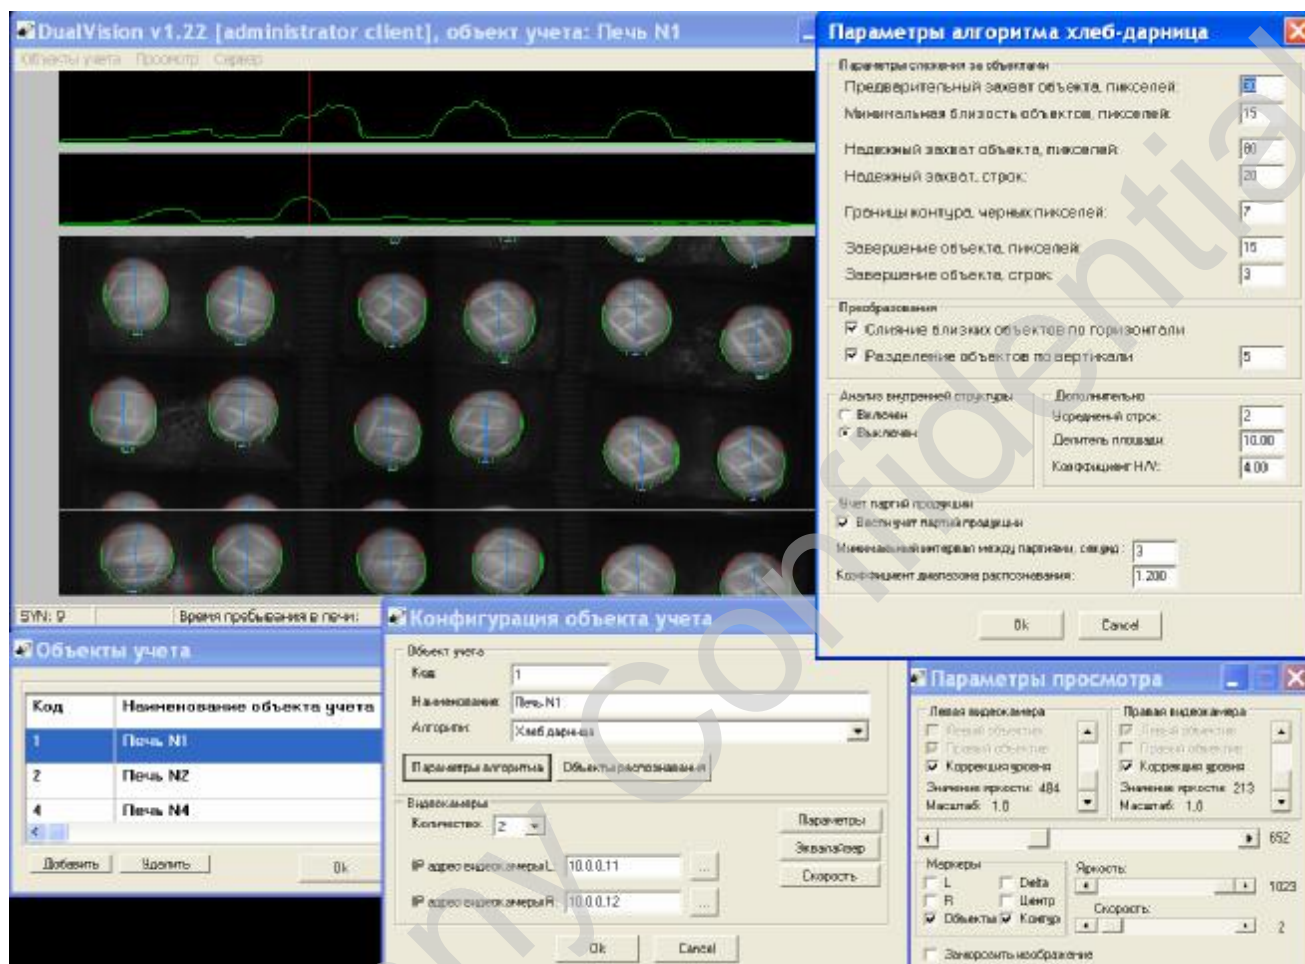 DualVision v1.22 [administrator client], объект учета: Печь N1
Объекты учета Просмотр Сервер
SYN: 9
Время пребывания в печи:
Параметры алгоритма хлеб-дарница
Параметры слежения за объектами
Предварительный захват объекта, пикселей: 30
Минимальная близость объектов, пикселей: 15
Надежный захват объекта, пикселей: 80
Надежный захват, строк: 20
Границы контура, черных пикселей: 7
Завершение объекта, пикселей: 15
Завершение объекта, строк: 3
Преобразования
Слияние близких объектов по горизонтали
Разделение объектов по вертикали 5
Анализ внутренней структуры
Включен
Выключен
Дополнительно
Усреднений строк: 2
Делитель площади: 10.00
Коэффициент H/V: 4.00
Учет партий продукции
Вести учет партий продукции
Минимальный интервал между партиями, секунд: 3
Коэффициент диапазона распознавания: 1.200
Ok Cancel
Объекты учета
Код Наименование объекта учета
1 Печь N1
2 Печь N2
4 Печь N4
Добавить Удалить Ok
Конфигурация объекта учета
Объект учета
Код: 1
Наименование: Печь N1
Алгоритм: Хлеб дарница
Параметры алгоритма Объекты распознавания
Видеокамеры
Количество: 2
IP адрес видеокамеры L: 10.0.0.11 ...
IP адрес видеокамеры R: 10.0.0.12 ...
Параметры
Эквалайзер
Скорость
Ok Cancel
Параметры просмотра
Левая видеокамера
Левый объектив
Правый объектив
Коррекция уровня
Значение яркости: 484
Масштаб: 1.0
Правая видеокамера
Левый объектив
Правый объектив
Коррекция уровня
Значение яркости: 213
Масштаб: 1.0
652
Маркеры
L Delta
R Центр
Объекты Контур
Яркость:
1023
Скорость:
2
Заморозить изображение
Confidential